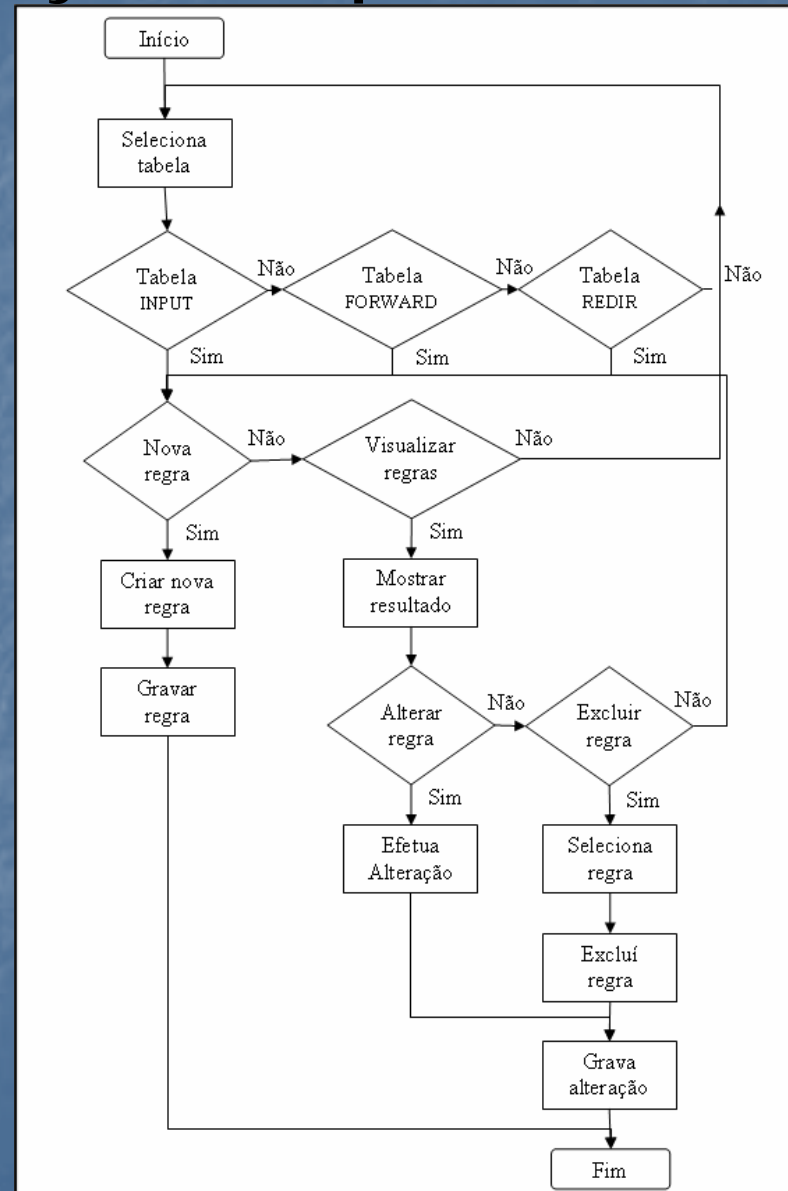 Início
Seleciona
tabela
Tabela
INPUT
Não
Tabela
FORWARD
Não
Tabela
REDIR
Não
Sim
Sim
Sim
Nova
regra
Não
Visualizar
regras
Não
Sim
Sim
Criar nova
regra
Mostrar
resultado
Gravar
regra
Alterar
regra
Não
Excluir
regra
Não
Sim
Sim
Efetua
Alteração
Seleciona
regra
Excluí
regra
Grava
alteração
Fim